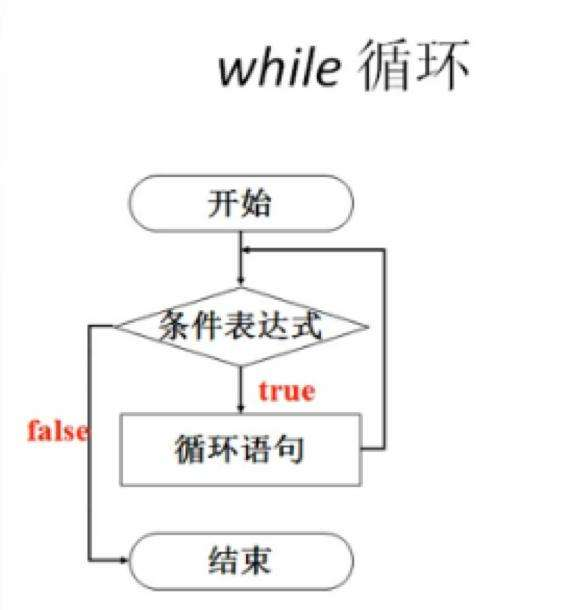 while 循环
开始
条件表达式
true
false
循环语句
结束